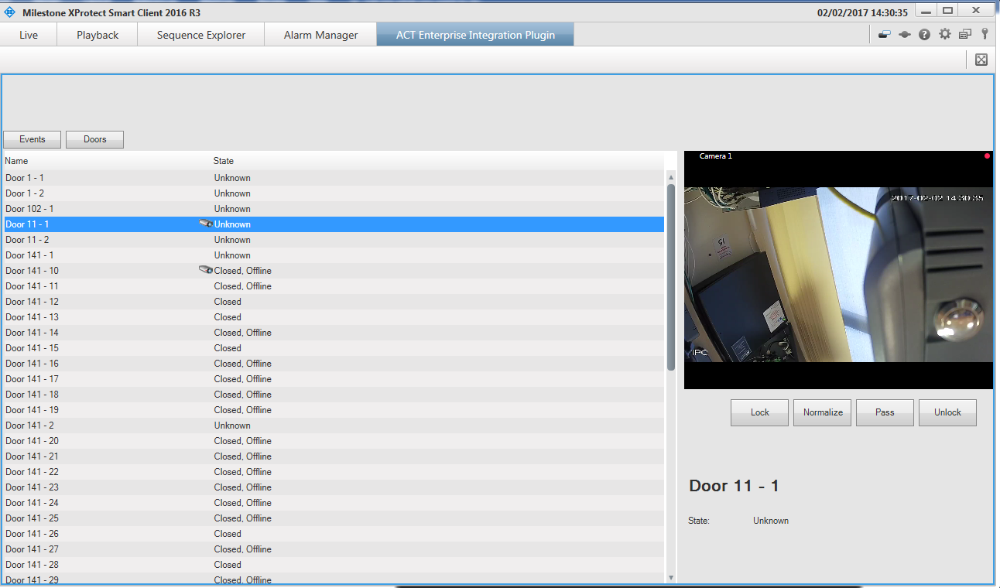 Milestone XProtect Smart Client 2016 R3 02/02/2017 14:30:35
Live Playback Sequence Explorer Alarm Manager ACT Enterprise Integration Plugin
Events Doors
Name State
Door 1 - 1 Unknown
Door 1 - 2 Unknown
Door 102 - 1 Unknown
Door 11 - 1 Unknown
Door 11 - 2 Unknown
Door 141 - 1 Unknown
Door 141 - 10 Closed, Offline
Door 141 - 11 Closed, Offline
Door 141 - 12 Closed
Door 141 - 13 Closed
Door 141 - 14 Closed, Offline
Door 141 - 15 Closed
Door 141 - 16 Closed, Offline
Door 141 - 17 Closed, Offline
Door 141 - 18 Closed, Offline
Door 141 - 19 Closed, Offline
Door 141 - 2 Unknown
Door 141 - 20 Closed, Offline
Door 141 - 21 Closed, Offline
Door 141 - 22 Closed, Offline
Door 141 - 23 Closed, Offline
Door 141 - 24 Closed, Offline
Door 141 - 25 Closed, Offline
Door 141 - 26 Closed
Door 141 - 27 Closed, Offline
Door 141 - 28 Closed
Door 141 - 29 Closed, Offline
Camera 1
2017-02-02 14:30:35
IPC
Lock Normalize Pass Unlock
Door 11 - 1
State: Unknown